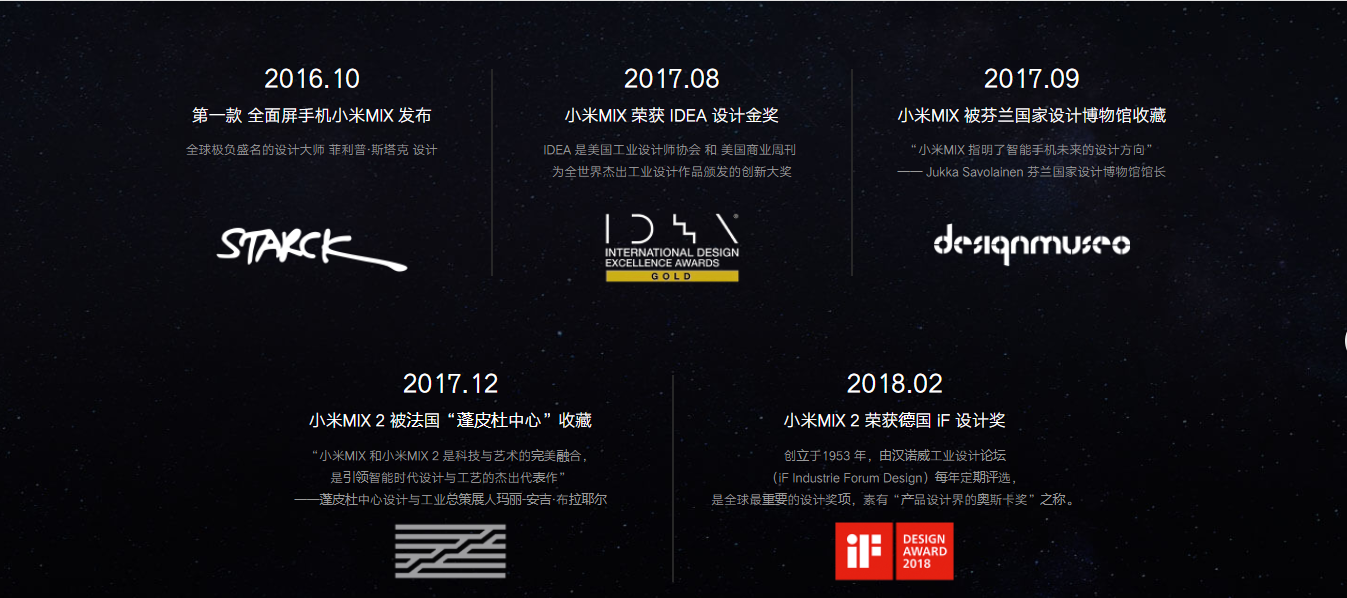 2016.10
第一款 全面屏手机小米MIX 发布
全球极负盛名的设计大师 菲利普·斯塔克 设计
STARCK
2017.08
小米MIX 荣获 IDEA 设计金奖
IDEA 是美国工业设计师协会 和 美国商业周刊
为全世界杰出工业设计作品颁发的创新大奖
IDEA
INTERNATIONAL DESIGN
EXCELLENCE AWARDS
GOLD
2017.09
小米MIX 被芬兰国家设计博物馆收藏
“小米MIX 指明了智能手机未来的设计方向”
—— Jukka Savolainen 芬兰国家设计博物馆馆长
designmuseo
2017.12
小米MIX 2 被法国“蓬皮杜中心”收藏
“小米MIX 和小米MIX 2 是科技与艺术的完美融合，
是引领智能时代设计与工艺的杰出代表作”
——蓬皮杜中心设计与工业总策展人玛丽-安吉·布拉耶尔
2018.02
小米MIX 2 荣获德国 iF 设计奖
创立于1953 年，由汉诺威工业设计论坛
（iF Industrie Forum Design）每年定期评选，
是全球最重要的设计奖项，素有“产品设计界的奥斯卡奖”之称。
iF
DESIGN
AWARD
2018